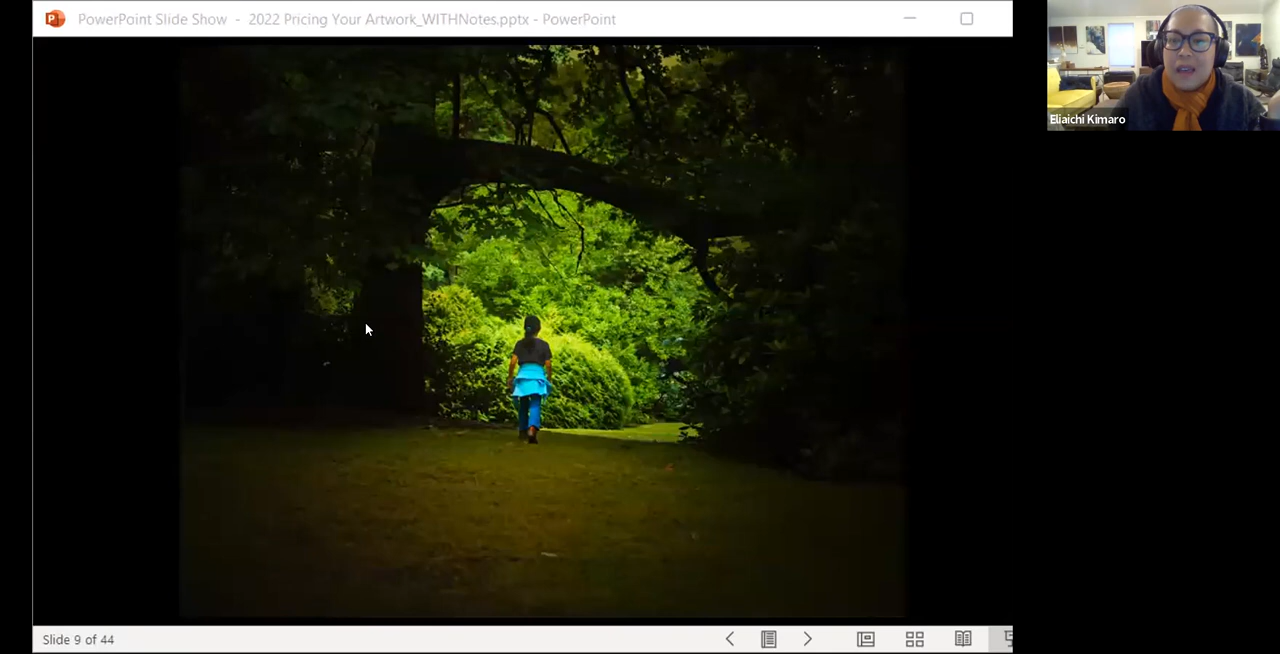 PowerPoint Slide Show - 2022 Pricing Your Artwork_WITHNotes.pptx - PowerPoint
Eliaichi Kimaro
Slide 9 of 44